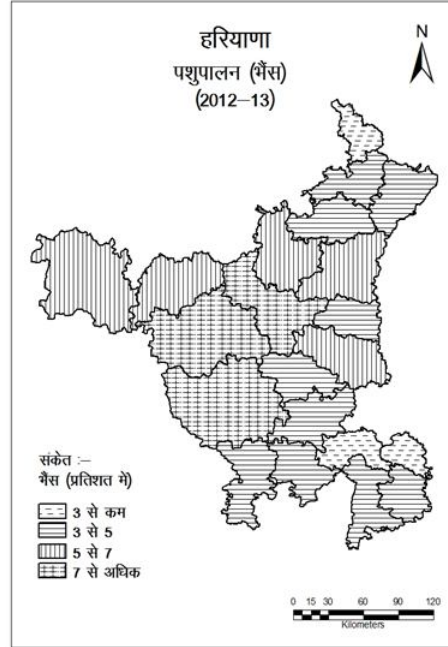 हरियाणा
पशुपालन (भैंस)
(2012–13)
N
संकेत :–
भैंस (प्रतिशत में)
3 से कम
3 से 5
5 से 7
7 से अधिक
0 15 30 60 90 120
Kilometers